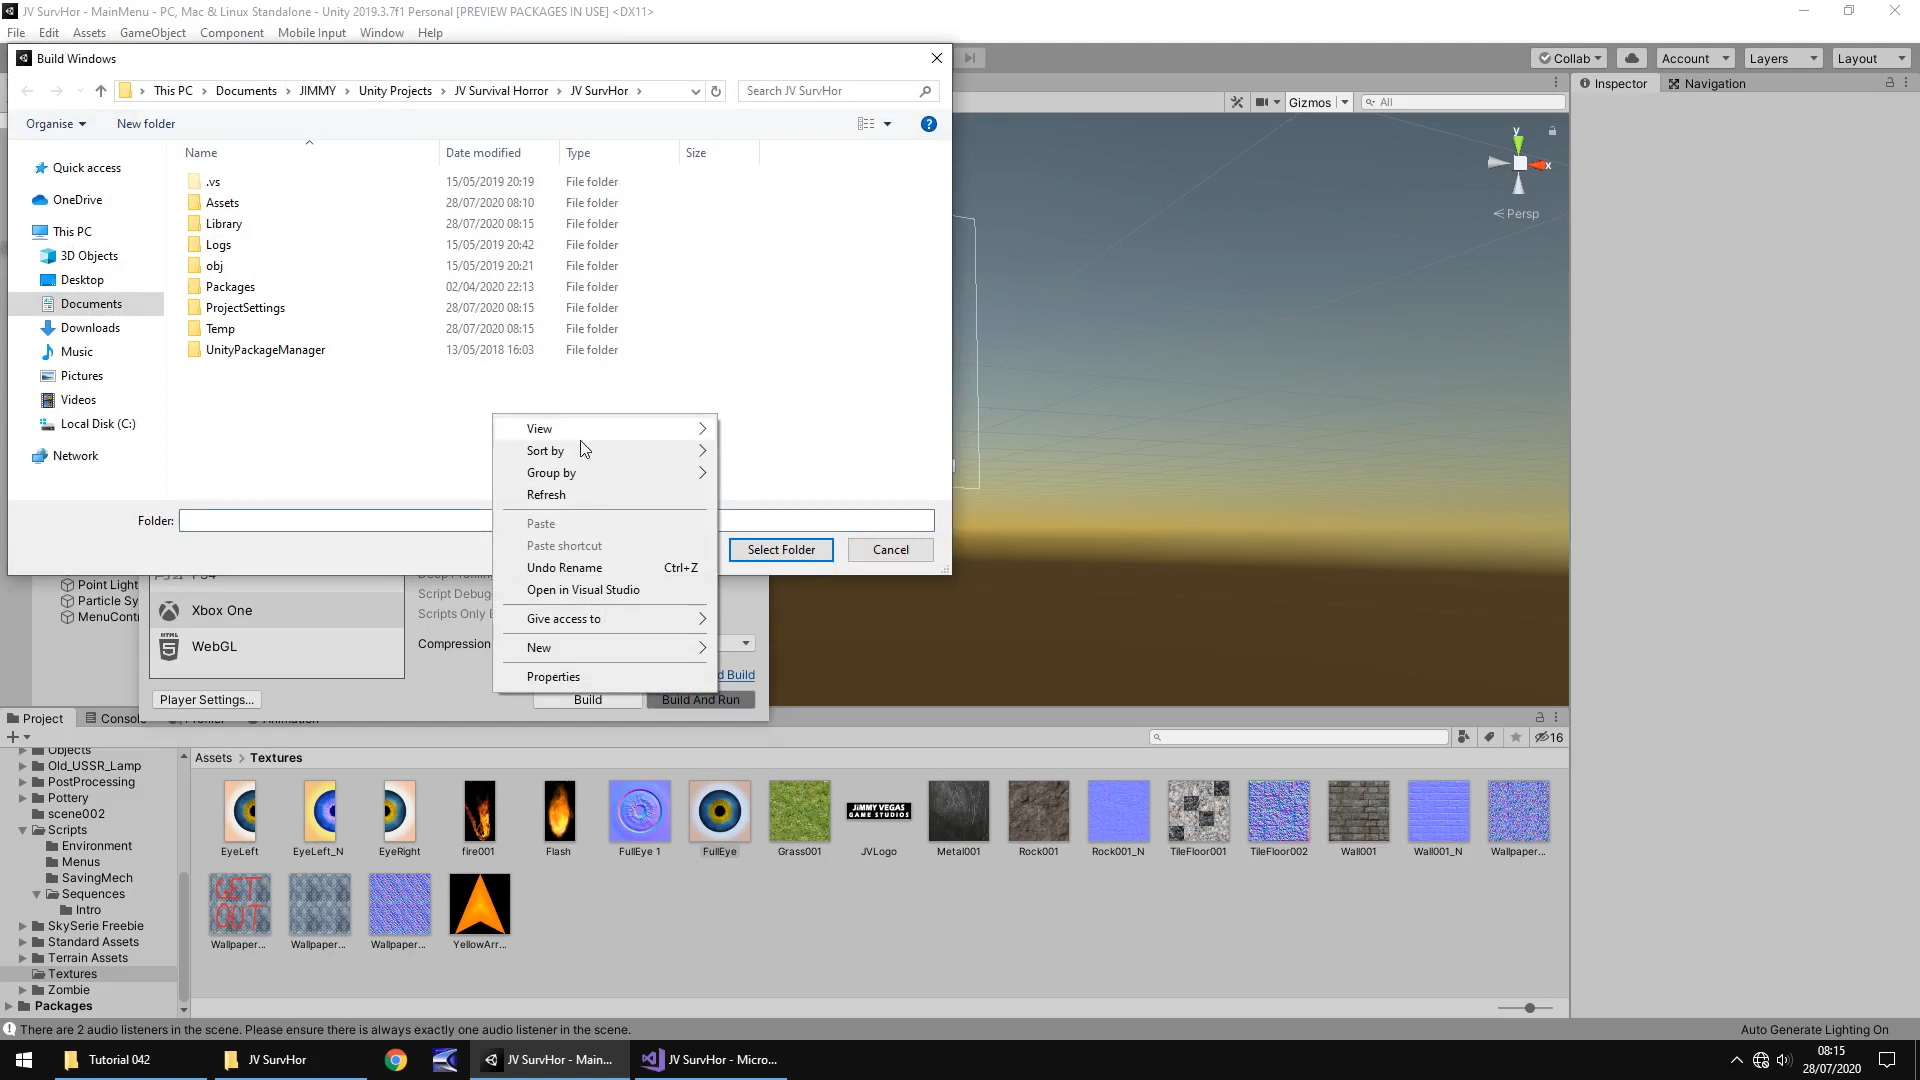 JV SurvHor - MainMenu - PC, Mac & Linux Standalone - Unity 2019.3.7f1 Personal [PREVIEW PACKAGES IN USE] <DX11>
File Edit Assets GameObject Component Mobile Input Window Help
Build Windows
Collab Account Layers Layout
This PC Documents JIMMY Unity Projects JV Survival Horror JV SurvHor
Search JV SurvHor
Inspector Navigation
Gizmos All
Organise New folder
Name Date modified Type Size
Quick access
OneDrive
This PC
3D Objects
Desktop
Documents
Downloads
Music
Pictures
Videos
Local Disk (C:)
Network
.vs 15/05/2019 20:19 File folder
Assets 28/07/2020 08:10 File folder
Library 28/07/2020 08:15 File folder
Logs 15/05/2019 20:42 File folder
obj 15/05/2019 20:21 File folder
Packages 02/04/2020 22:13 File folder
ProjectSettings 28/07/2020 08:15 File folder
Temp 28/07/2020 08:15 File folder
UnityPackageManager 13/05/2018 16:03 File folder
y
x
Persp
View
Sort by
Group by
Refresh
Paste
Paste shortcut
Undo Rename Ctrl+Z
Open in Visual Studio
Give access to
New
Properties
Folder:
Select Folder Cancel
Point Light
Particle Sy
MenuContr
Xbox One
WebGL
Script Debug
Scripts Only B
Compression
d Build
Player Settings...
Build Build And Run
Project Console Profiler Animation
16
Objects
Old_USSR_Lamp
PostProcessing
Pottery
scene002
Scripts
Environment
Menus
SavingMech
Sequences
Intro
SkySerie Freebie
Standard Assets
Terrain Assets
Textures
Zombie
Packages
Assets > Textures
JIMMY VEGAS
GAME STUDIOS
EyeLeft EyeLeft_N EyeRight fire001 Flash FullEye 1 FullEye Grass001 JVLogo Metal001 Rock001 Rock001_N TileFloor001 TileFloor002 Wall001 Wall001_N Wallpaper...
GET
OUT
Wallpaper... Wallpaper... Wallpaper... YellowArr...
There are 2 audio listeners in the scene. Please ensure there is always exactly one audio listener in the scene.
Auto Generate Lighting On
Tutorial 042 JV SurvHor JV SurvHor - Main... JV SurvHor - Micro...
08:15
28/07/2020